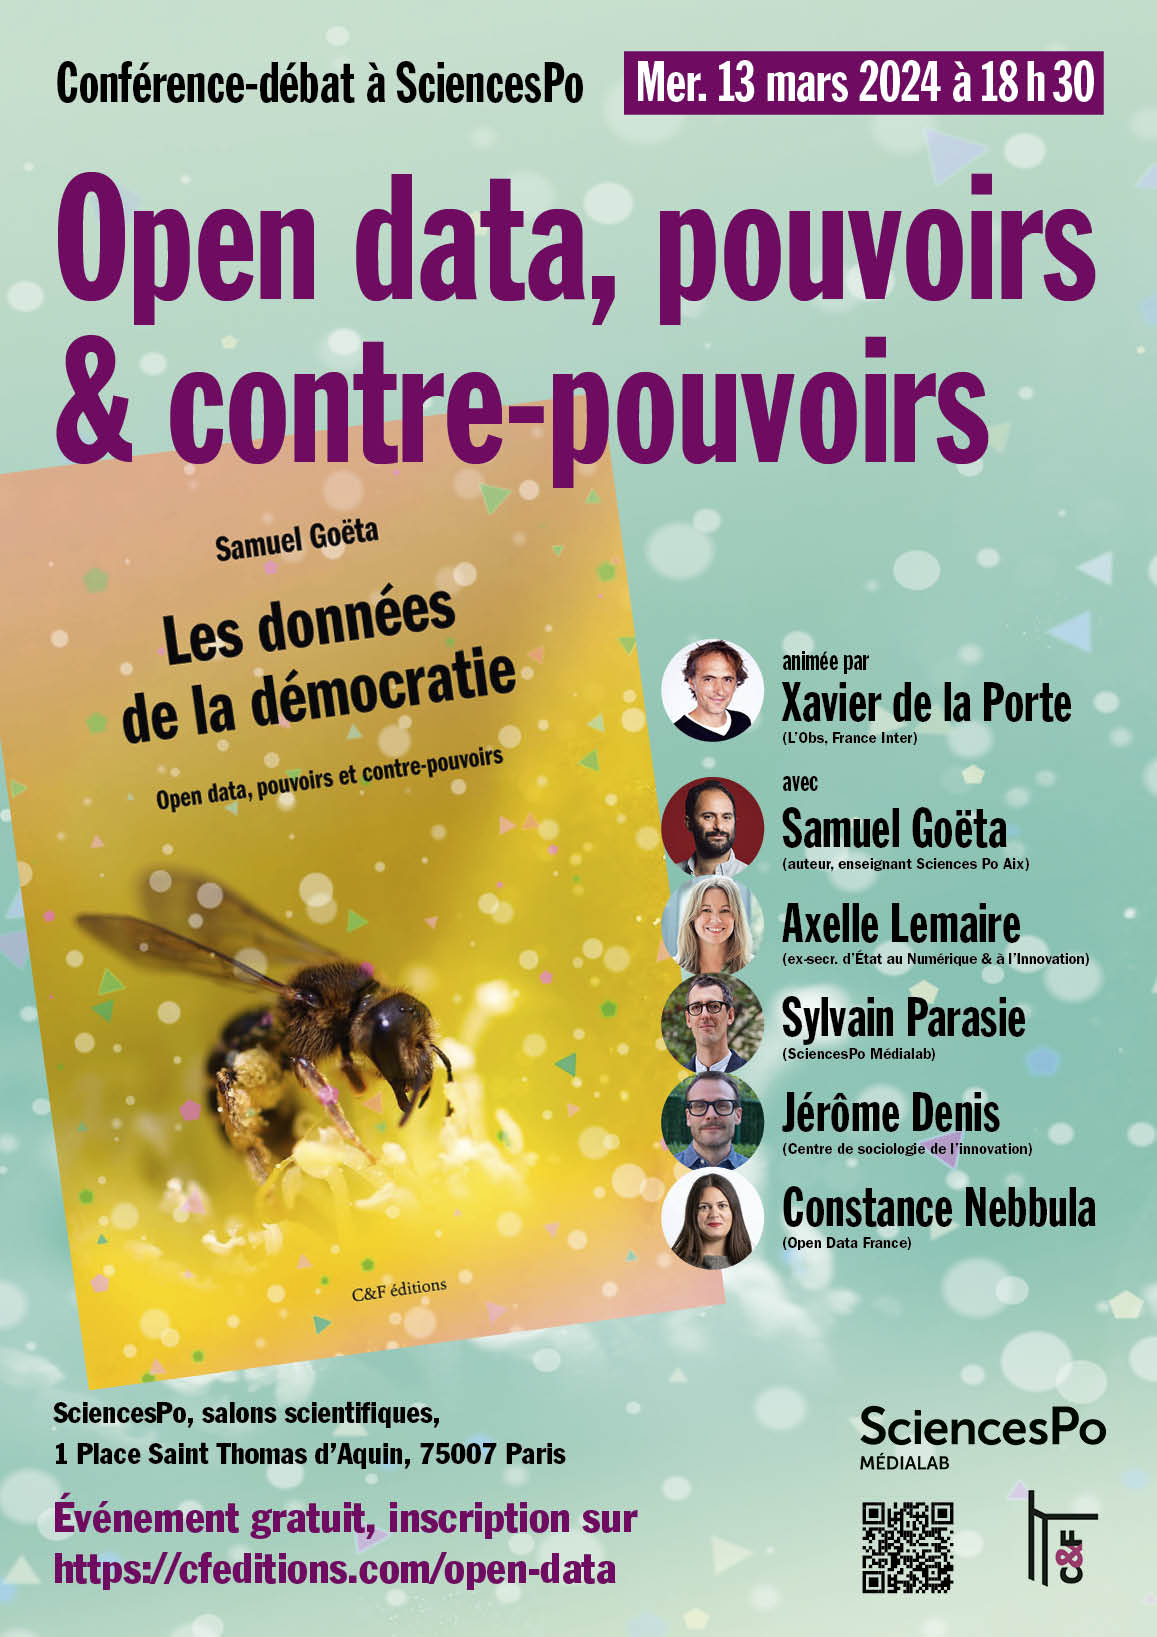 Conférence-débat à SciencesPo
Mer. 13 mars 2024 à 18 h 30
Open data, pouvoirs
& contre-pouvoirs
Samuel Goëta
Les données
de la démocratie
Open data, pouvoirs et contre-pouvoirs
C&F éditions
animée par
Xavier de la Porte
(L'Obs, France Inter)
avec
Samuel Goëta
(auteur, enseignant Sciences Po Aix)
Axelle Lemaire
(ex-secr. d'État au Numérique & à l'Innovation)
Sylvain Parasie
(SciencesPo Médialab)
Jérôme Denis
(Centre de sociologie de l'innovation)
Constance Nebbula
(Open Data France)
SciencesPo, salons scientifiques,
1 Place Saint Thomas d'Aquin, 75007 Paris
Événement gratuit, inscription sur
https://cfeditions.com/open-data
SciencesPo
MÉDIALAB
C&F